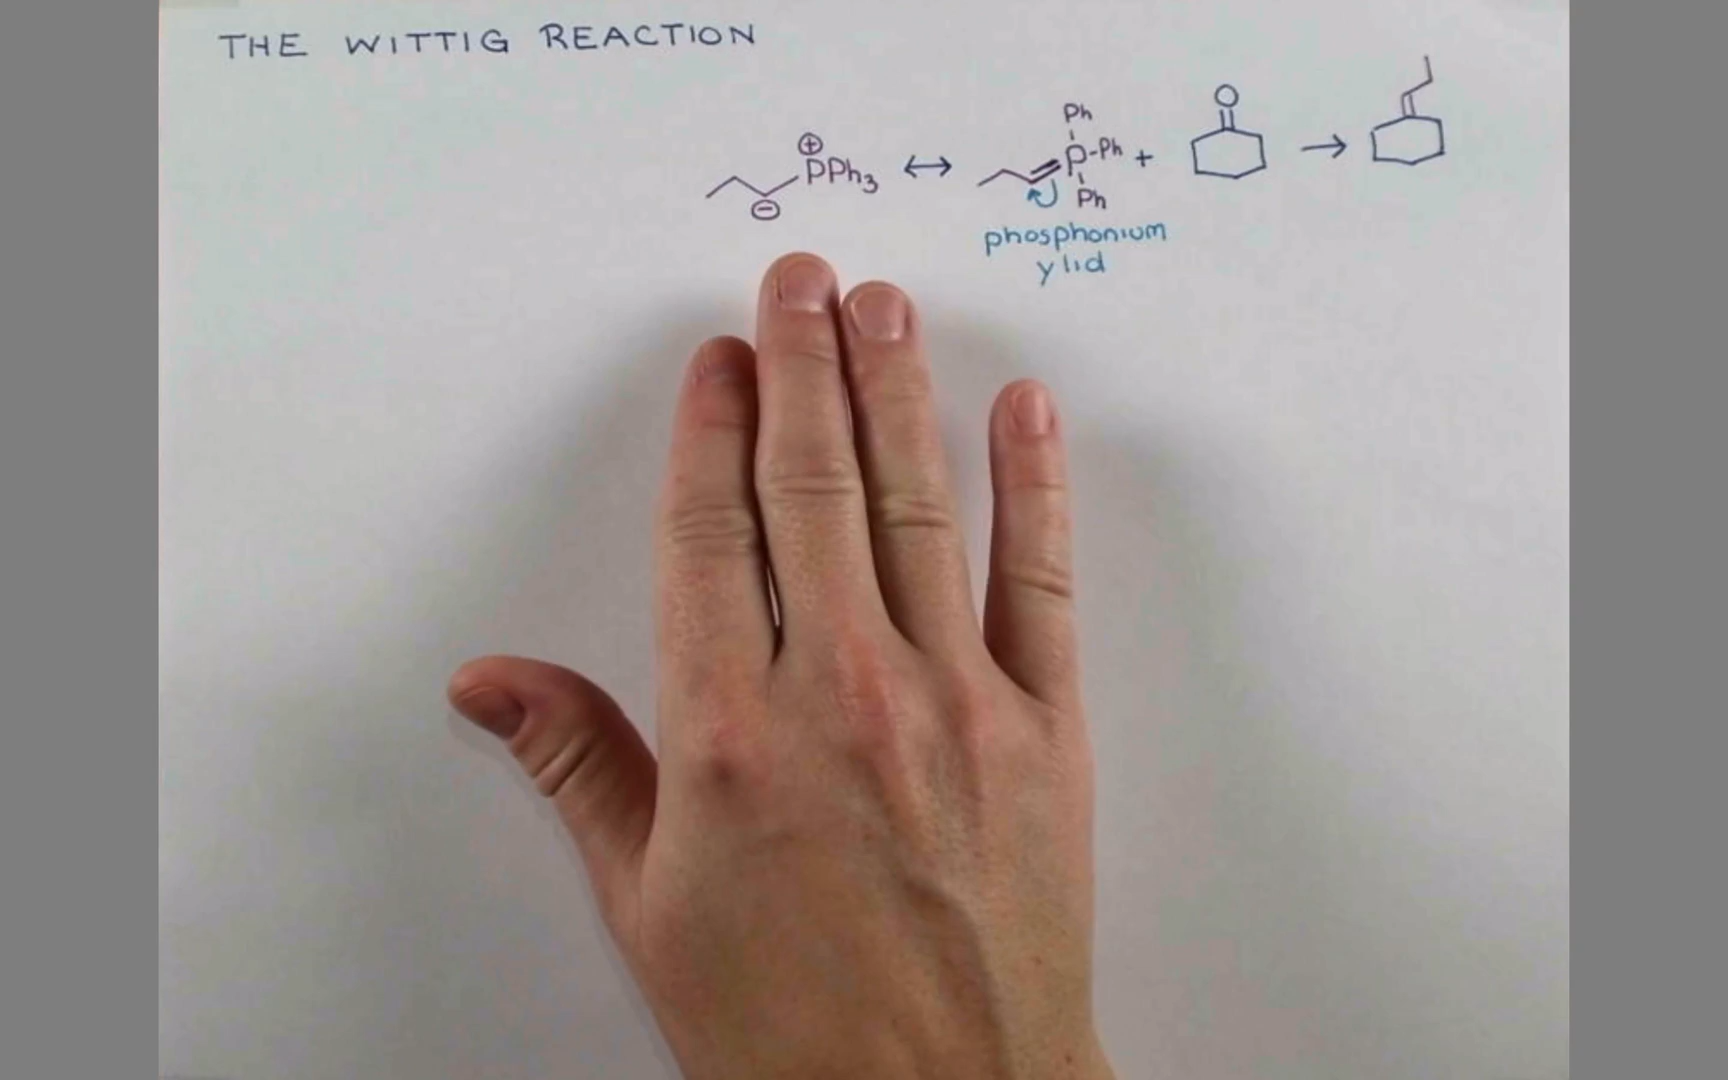 THE WITTIG REACTION
⊕
PPh3
⊖
↔
Ph
P-Ph
Ph
+
O
→
phosphonium
ylid